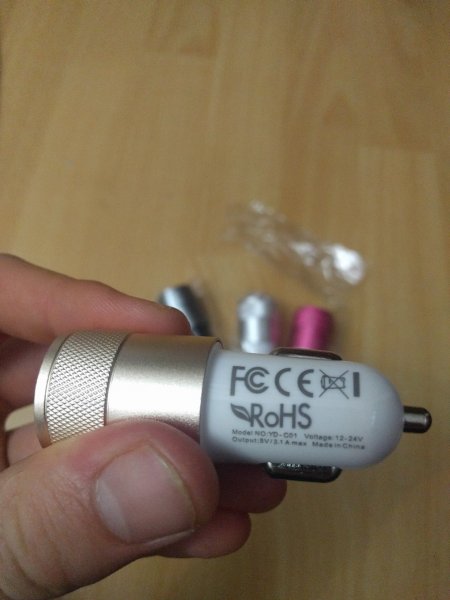 FC CE
RoHS
Model NO:YD-C01 Voltage: 12-24V
Output:5V/3.1A.max Made in China